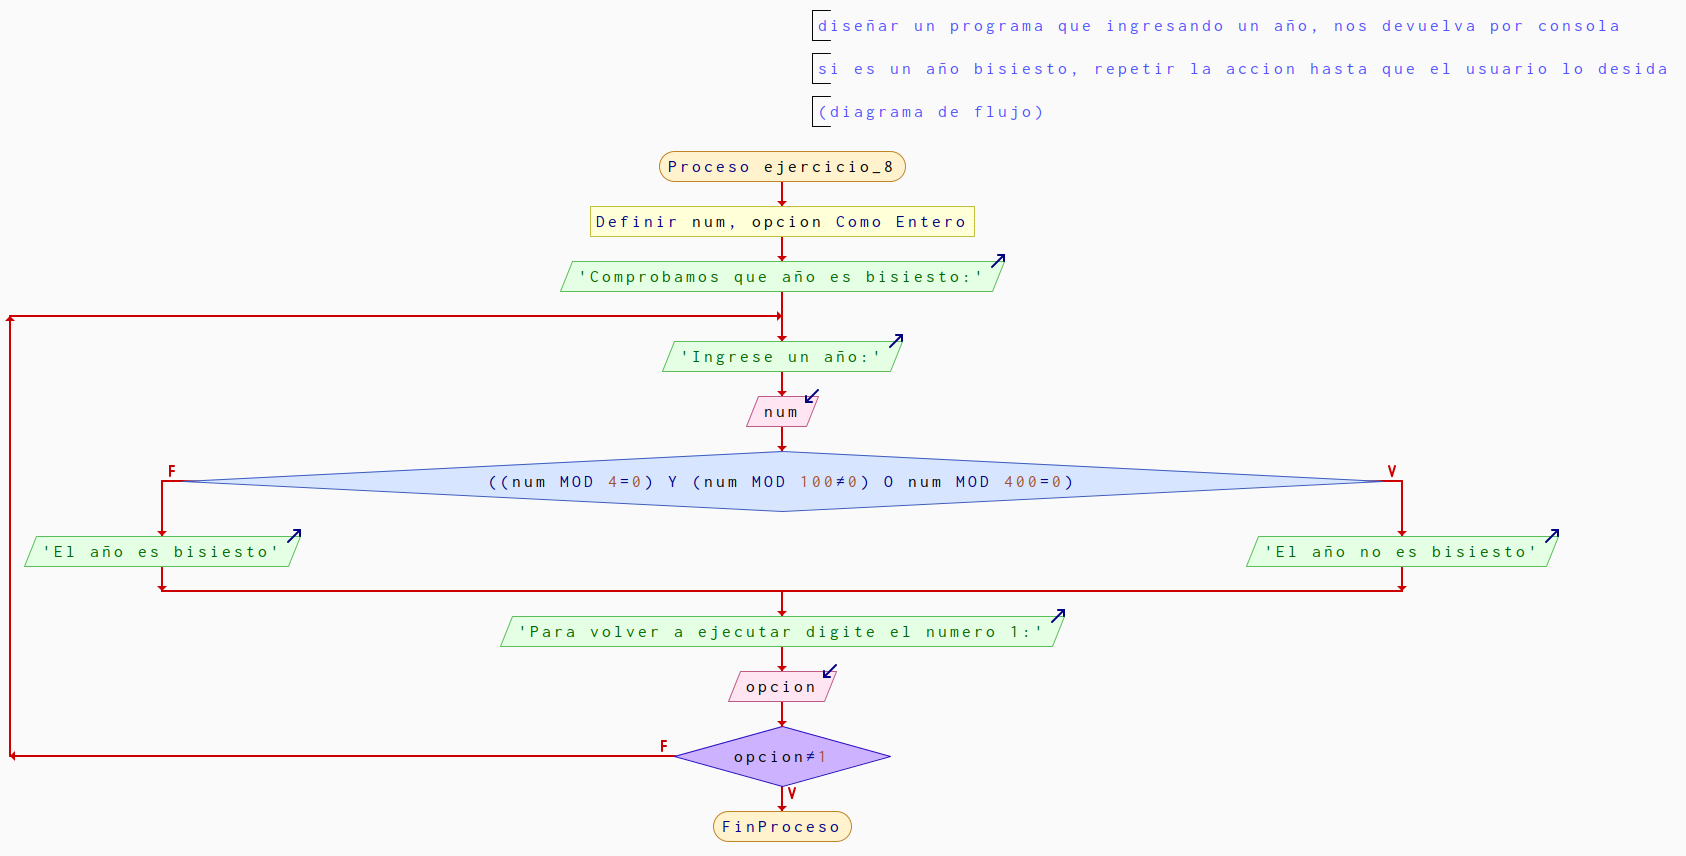 diseñar un programa que ingresando un año, nos devuelva por consola
si es un año bisiesto, repetir la accion hasta que el usuario lo desida
(diagrama de flujo)
Proceso ejercicio_8
Definir num, opcion Como Entero
'Comprobamos que año es bisiesto:'
'Ingrese un año:'
num
F
V
((num MOD 4=0) Y (num MOD 100≠0) O num MOD 400=0)
'El año es bisiesto'
'El año no es bisiesto'
'Para volver a ejecutar digite el numero 1:'
opcion
F
opcion≠1
V
FinProceso